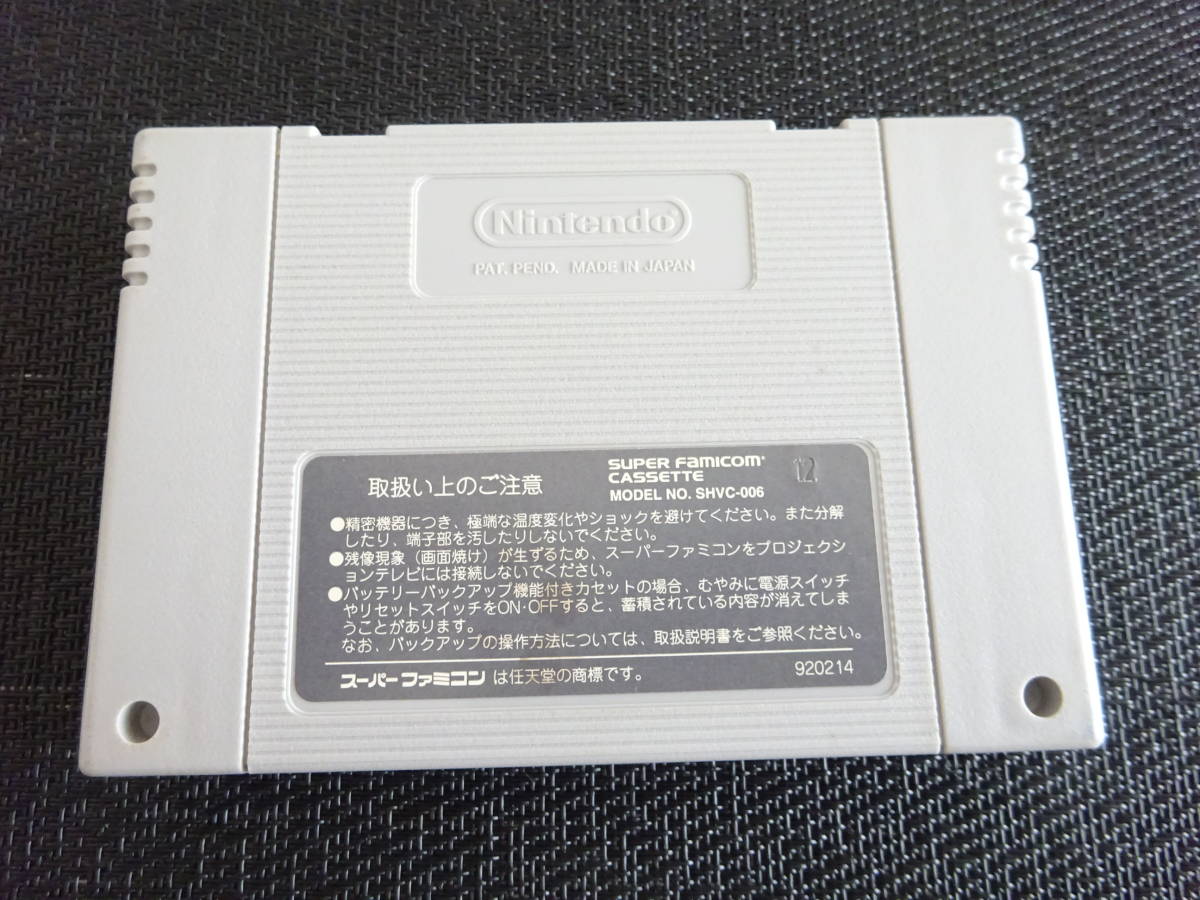 Nintendo
PAT. PEND. MADE IN JAPAN
取扱い上のご注意
SUPER FAMICOM
CASSETTE
MODEL NO. SHVC-006
12
●精密機器につき、極端な温度変化やショックを避けてください。また分解
したり、端子部を汚したりしないでください。
●残像現象（画面焼け）が生ずるため、スーパーファミコンをプロジェクシ
ョンテレビには接続しないでください。
●バッテリーバックアップ機能付きカセットの場合、むやみに電源スイッチ
やリセットスイッチをON・OFFすると、蓄積されている内容が消えてしま
うことがあります。
なお、バックアップの操作方法については、取扱説明書をご参照ください。
スーパーファミコン は任天堂の商標です。
920214